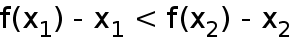 f(x₁) - x₁ < f(x₂) - x₂